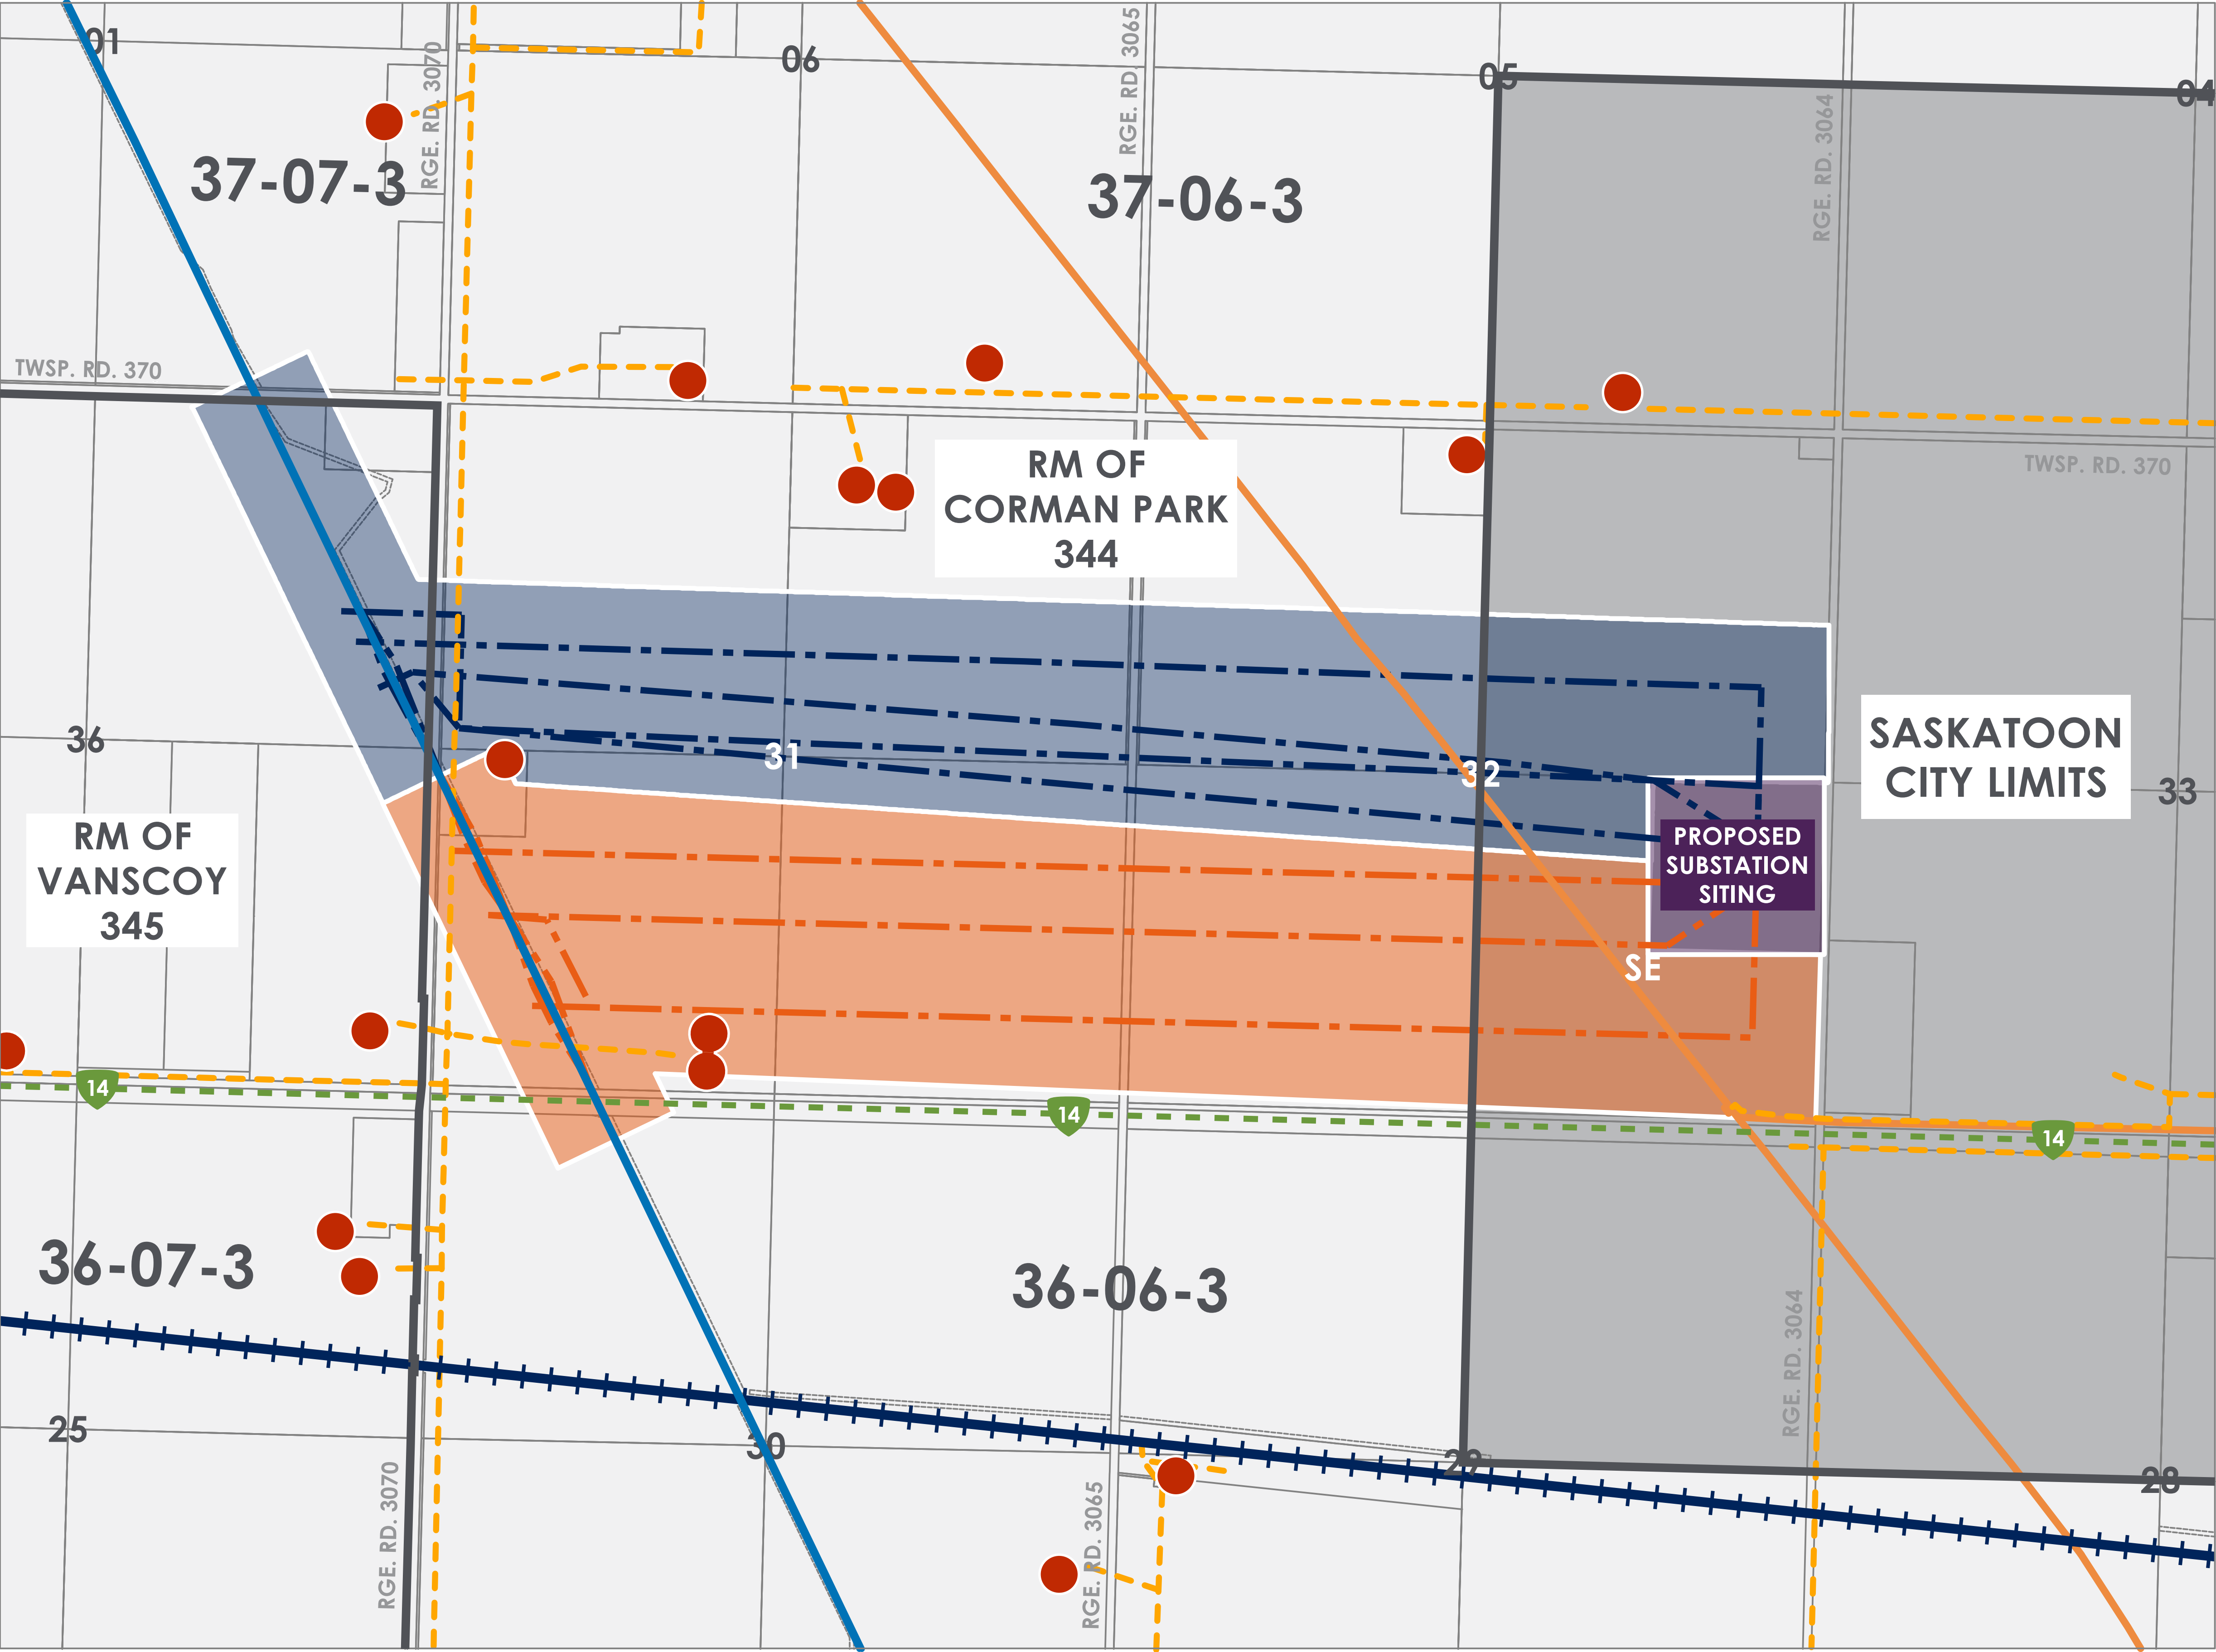 01
06
05
04
RGE. RD. 3070
RGE. RD. 3065
RGE. RD. 3064
37-07-3
37-06-3
TWSP. RD. 370
TWSP. RD. 370
RM OF
CORMAN PARK
344
36
31
32
33
SASKATOON
CITY LIMITS
RM OF
VANSCOY
345
PROPOSED
SUBSTATION
SITING
SE
14
14
14
36-07-3
36-06-3
RGE. RD. 3064
25
30
29
28
RGE. RD. 3070
RGE. RD. 3065